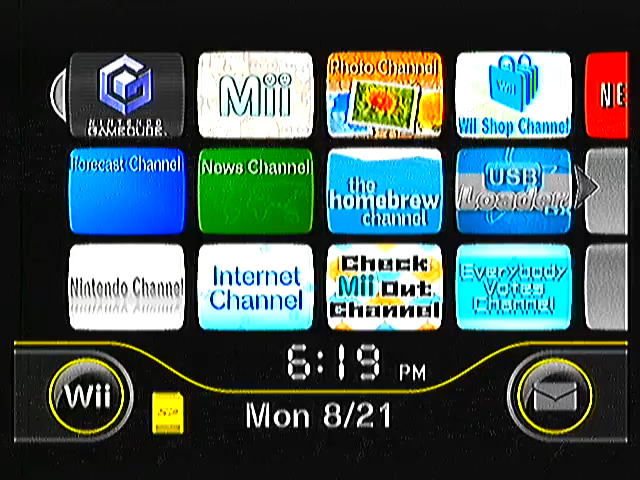 NINTENDO
GAMECUBE.
Mii
Photo Channel
Wii
Wii Shop Channel
NE
Forecast Channel
News Channel
the
homebrew
channel
USB
Loader GX
Nintendo Channel
Internet
Channel
Check
Mii Out
Channel
Everybody
Votes
Channel
6:19 PM
Wii
Mon 8/21